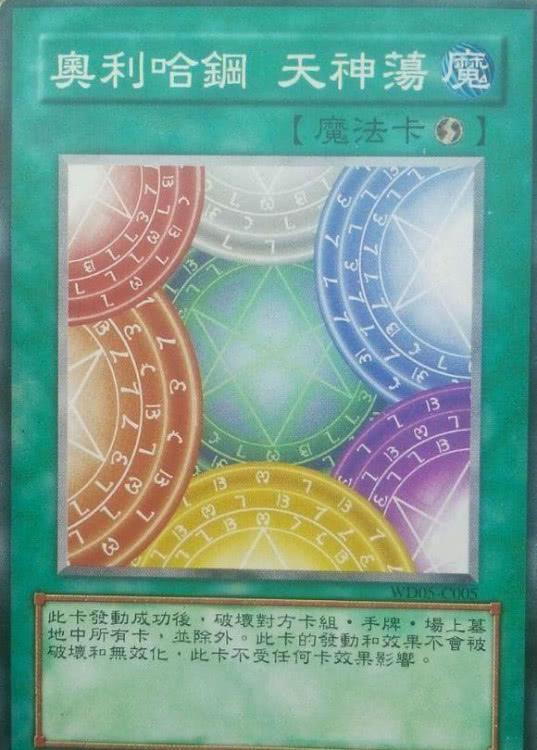 奧利哈鋼 天神蕩 魔
【魔法卡】
WD05-C005
此卡發動成功後，破壞對方卡組・手牌・場上墓
地中所有卡，並除外。此卡的發動和效果不會被
破壞和無效化，此卡不受任何卡效果影響。